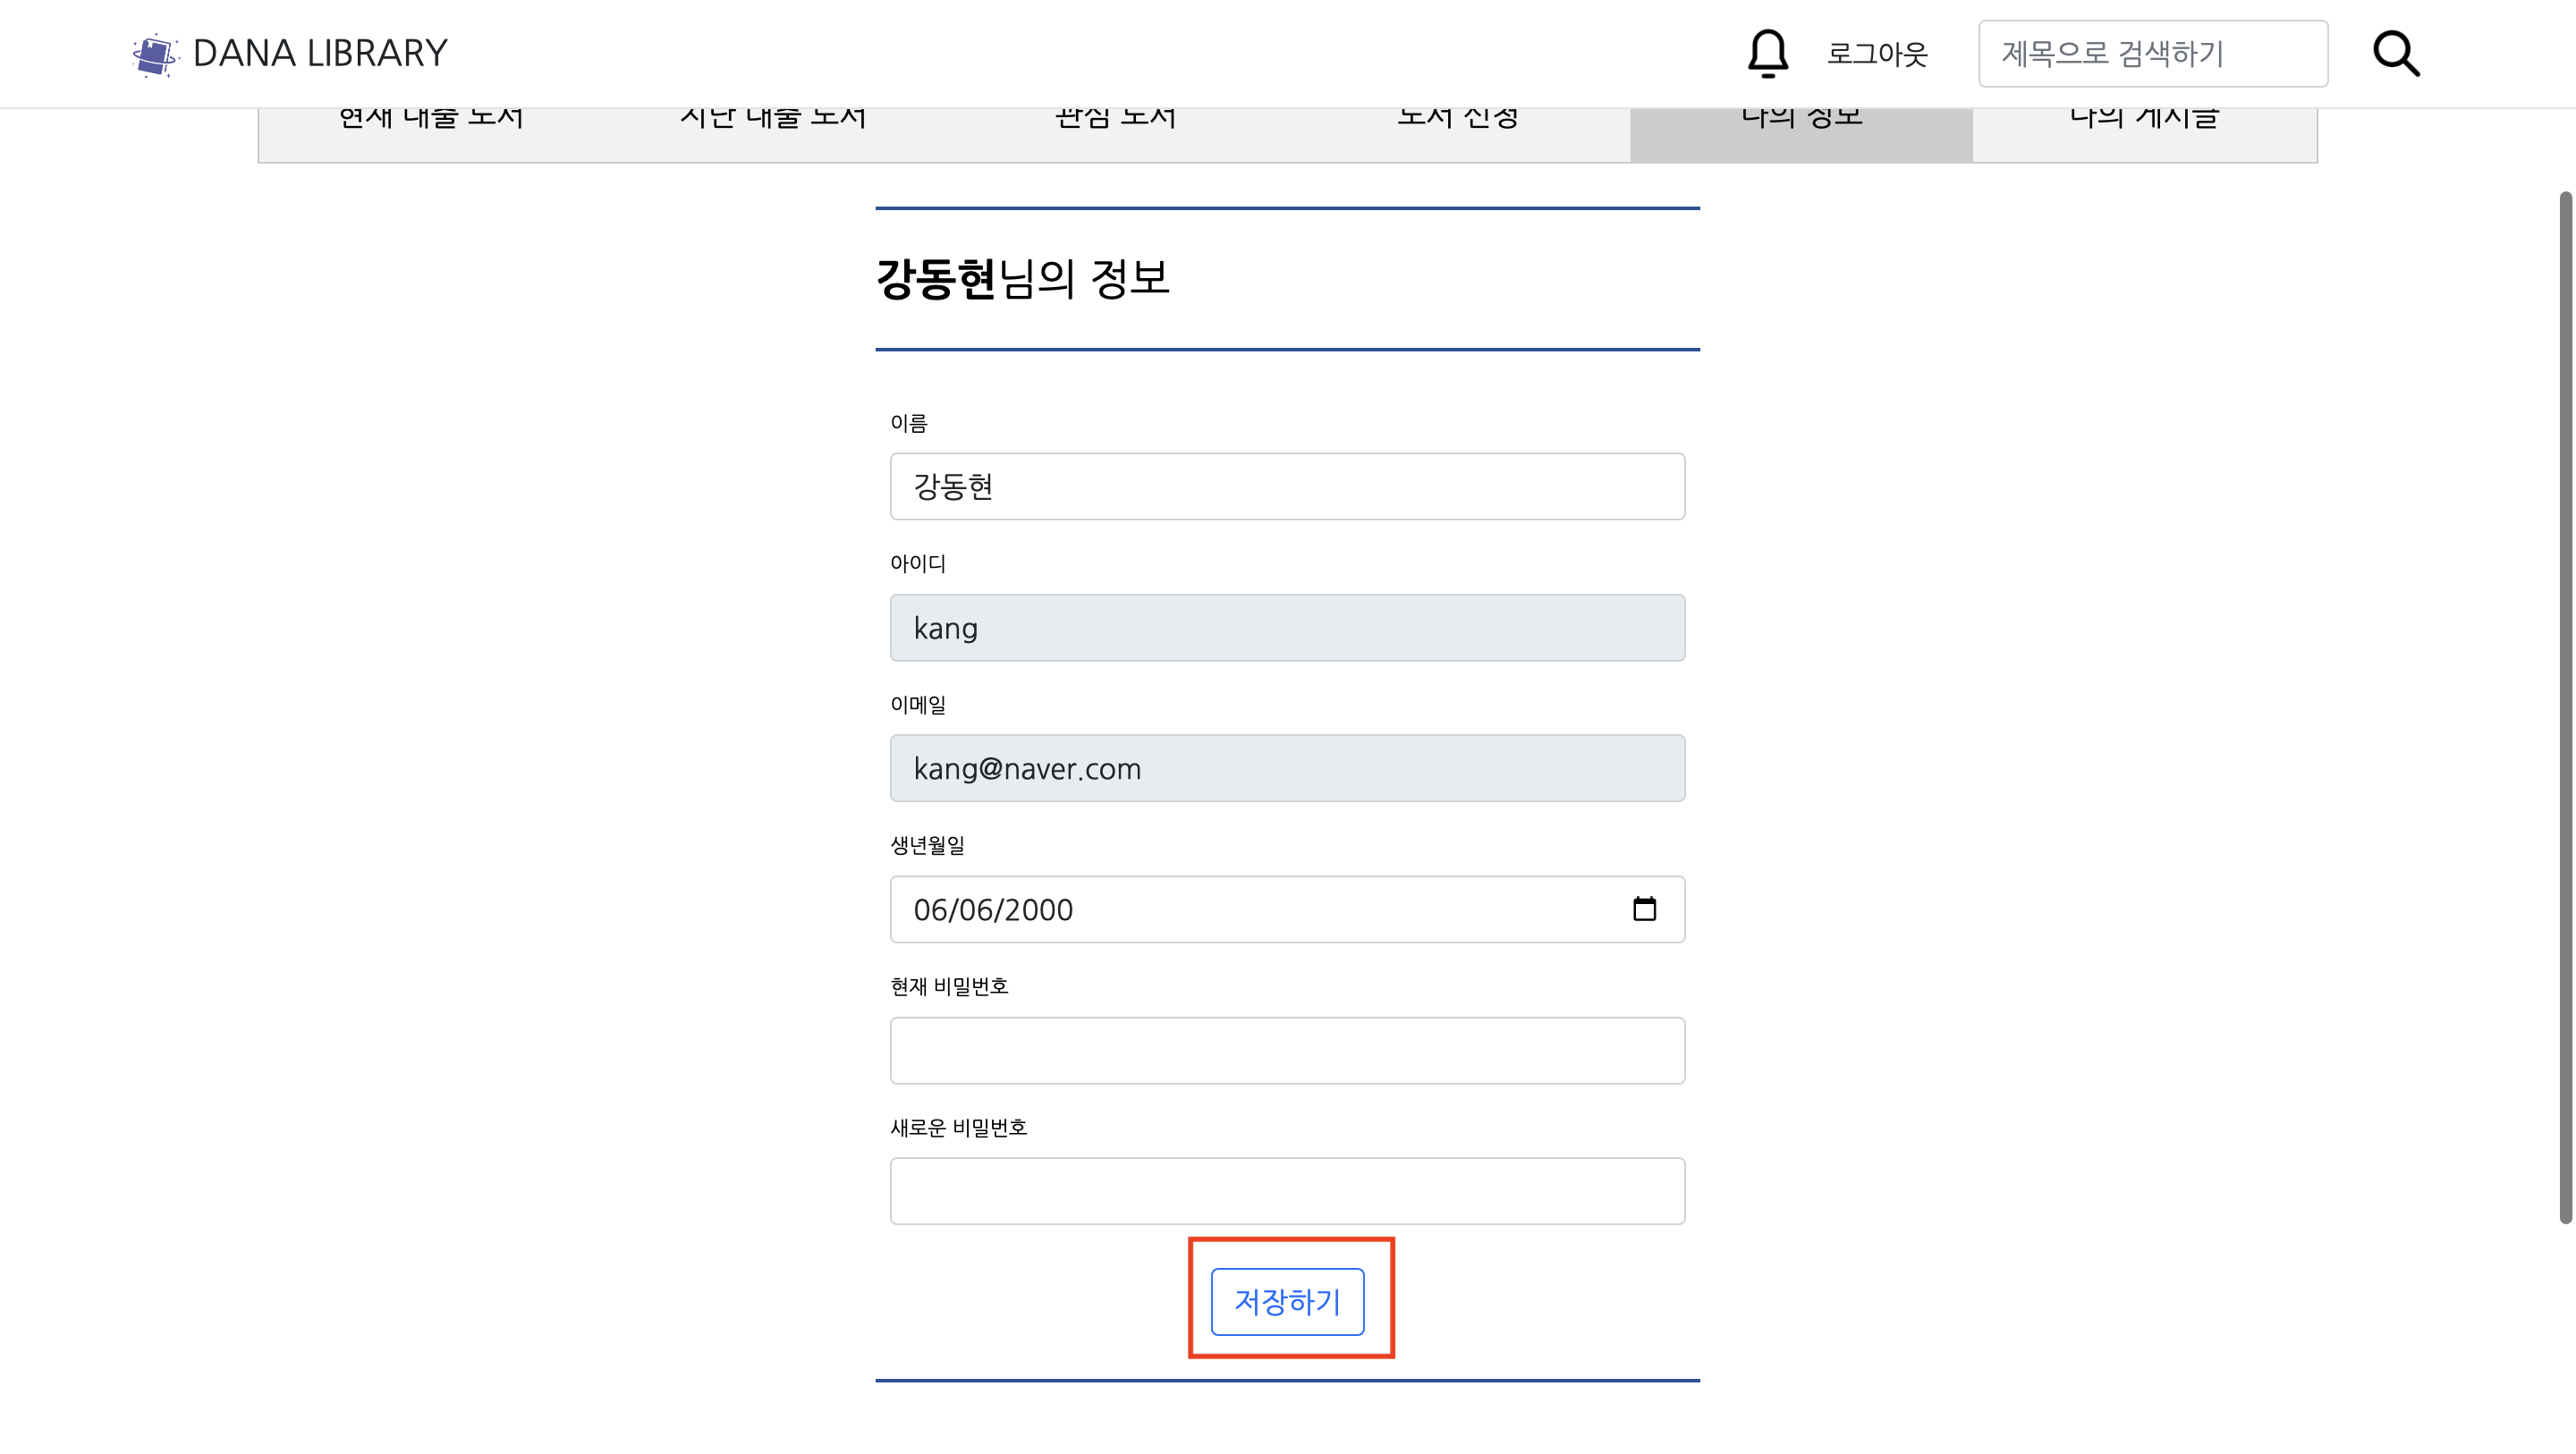 DANA LIBRARY
로그아웃
제목으로 검색하기
현재 대출 도서
지난 대출 도서
관심 도서
도서 신청
나의 정보
나의 게시글
강동현님의 정보
이름
강동현
아이디
kang
이메일
kang@naver.com
생년월일
06/06/2000
현재 비밀번호
새로운 비밀번호
저장하기